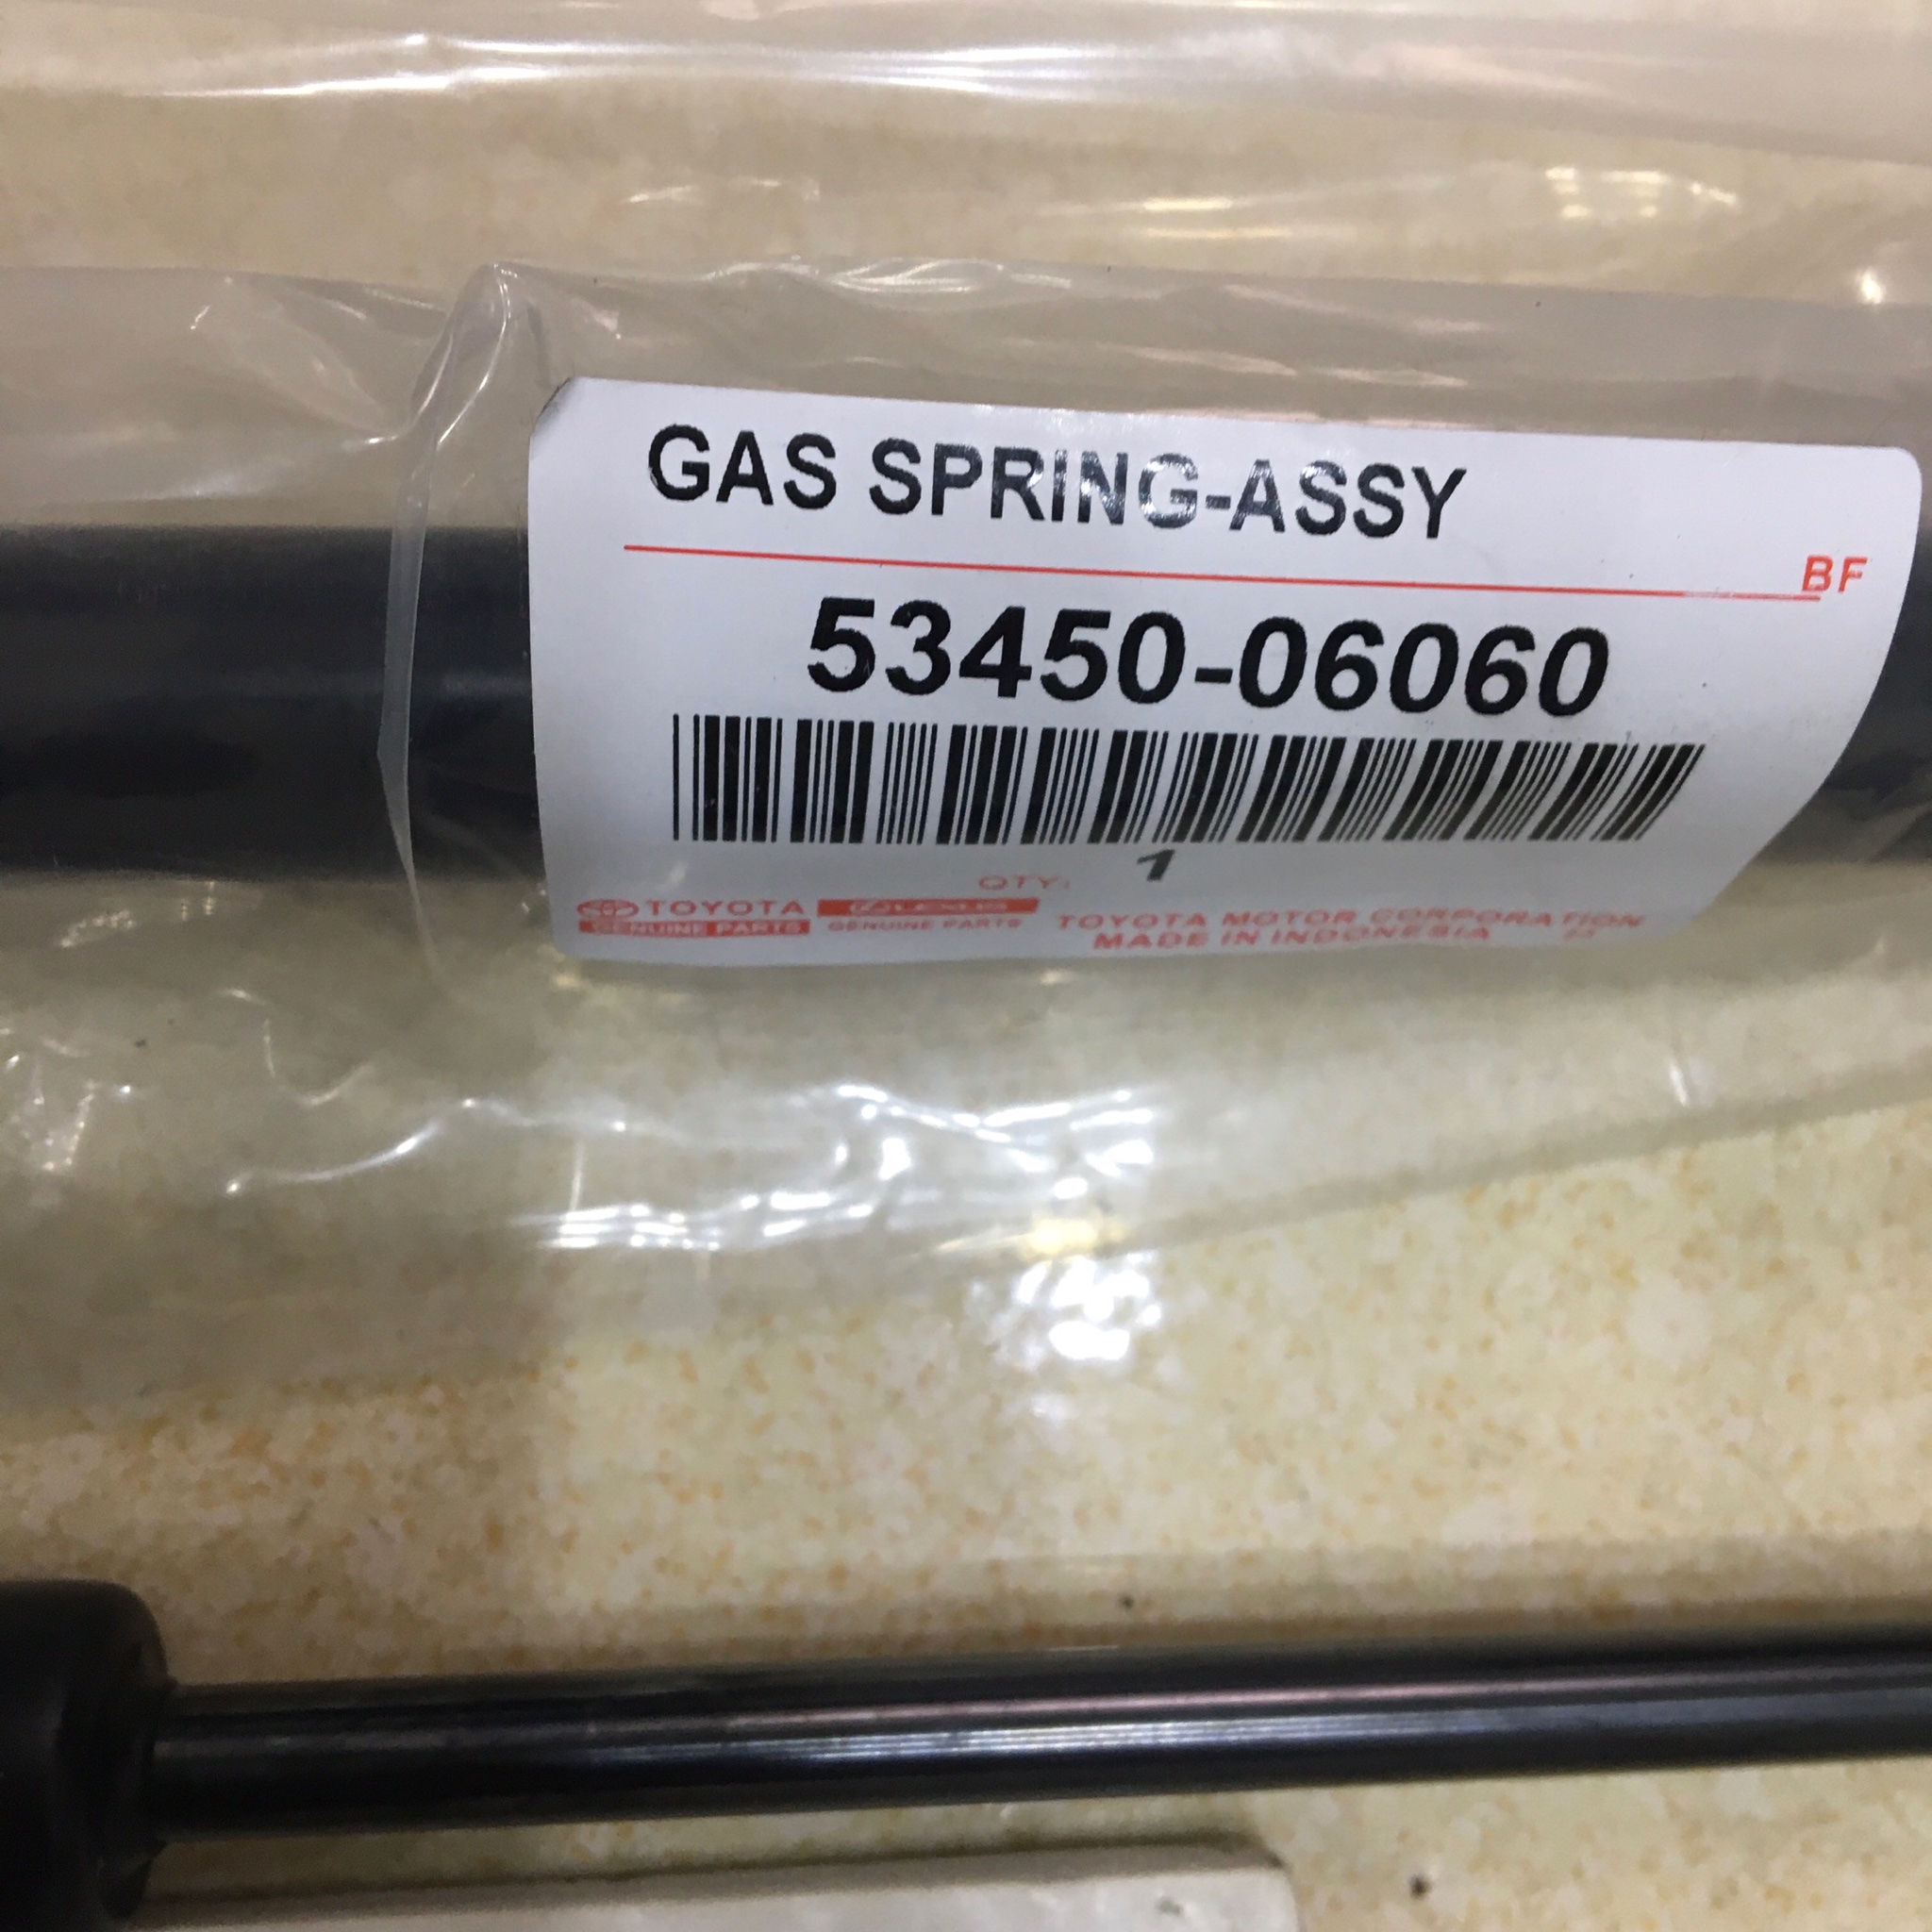 GAS SPRING-ASSY
BF
53450-06060
QTY: 1
TOYOTA
GENUINE PARTS
LEXUS
GENUINE PARTS
TOYOTA MOTOR CORPORATION
MADE IN INDONESIA